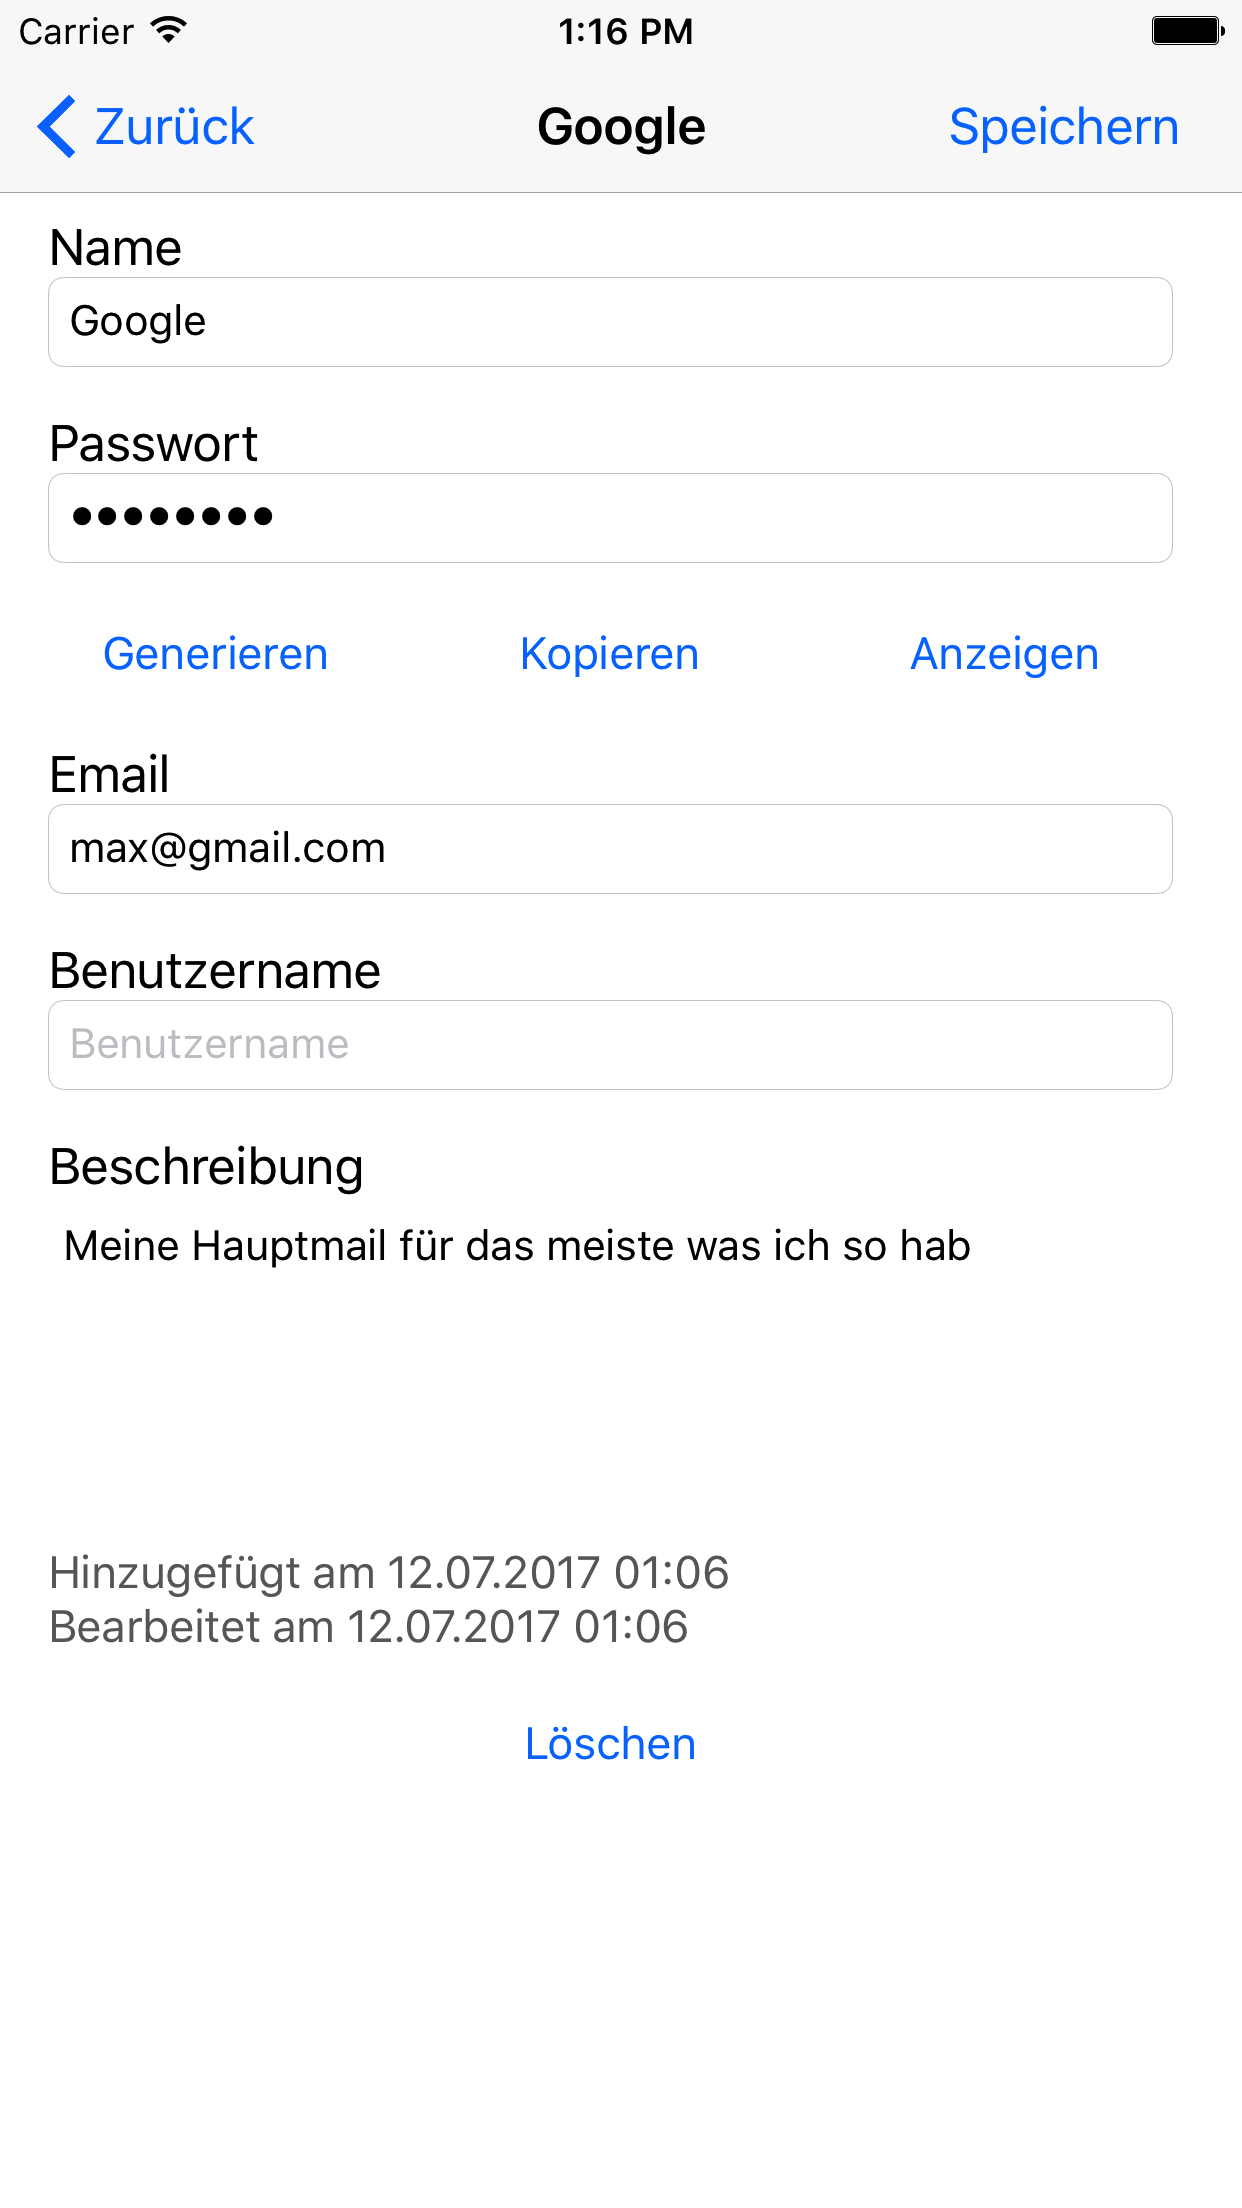 Carrier 1:16 PM
Zurück Google Speichern
Name
Google
Passwort
••••••••
Generieren Kopieren Anzeigen
Email
max@gmail.com
Benutzername
Benutzername
Beschreibung
Meine Hauptmail für das meiste was ich so hab
Hinzugefügt am 12.07.2017 01:06
Bearbeitet am 12.07.2017 01:06
Löschen